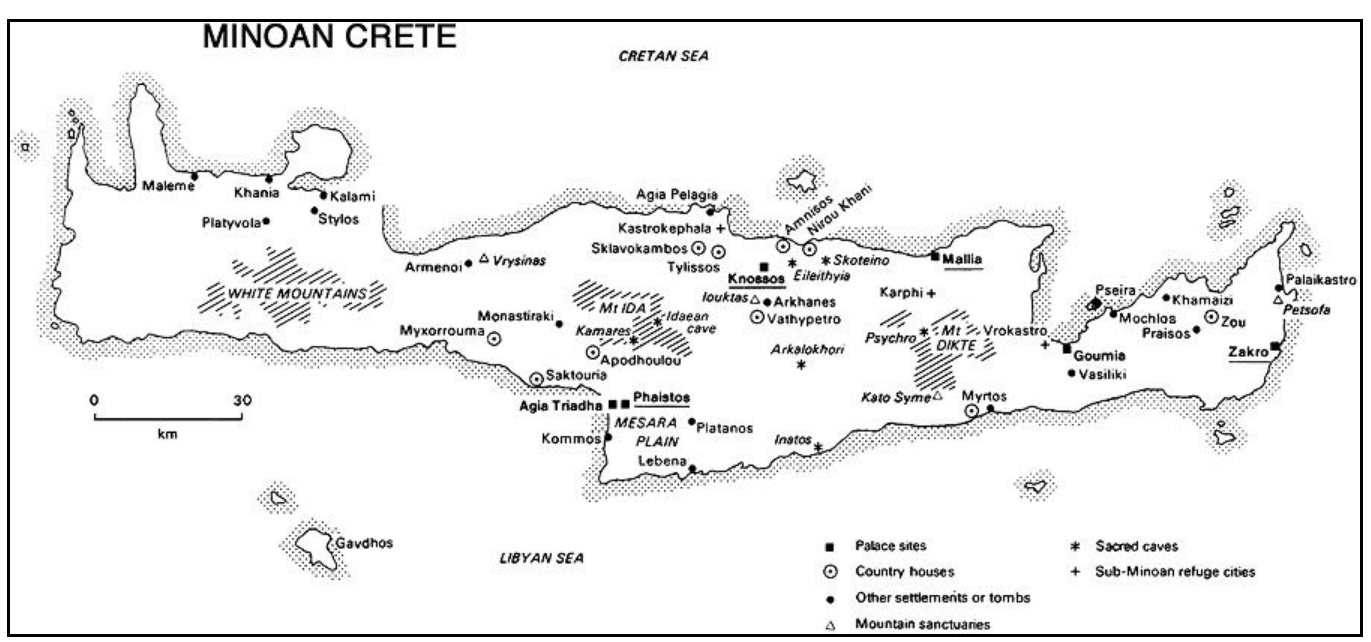 MINOAN CRETE
CRETAN SEA
Maleme
Khania
Kalami
Platyvola
Stylos
WHITE MOUNTAINS
Armenoi
Vrysinas
Agia Pelagia
Kastrokephala
Sklavokambos
Tylissos
Amnisos
Nirou Khani
Skoteino
Eileithyia
Knossos
Iouktas
Arkhanes
Vathypetro
Mallia
Karphi
Mt IDA
Idaean
cave
Kamares
Monastiraki
Myxorrouma
Apodhoulou
Saktouria
Arkalokhori
Psychro
Mt
DIKTE
Vrokastro
Pseira
Mochlos
Khamaizi
Praisos
Zou
Palaikastro
Petsofa
Zakro
Gournia
Vasiliki
Kato Syme
Myrtos
Agia Triadha
Phaistos
MESARA
PLAIN
Platanos
Kommos
Lebena
Inatos
0 30
km
Gavdhos
LIBYAN SEA
Palace sites
Country houses
Other settlements or tombs
Mountain sanctuaries
Sacred caves
Sub-Minoan refuge cities